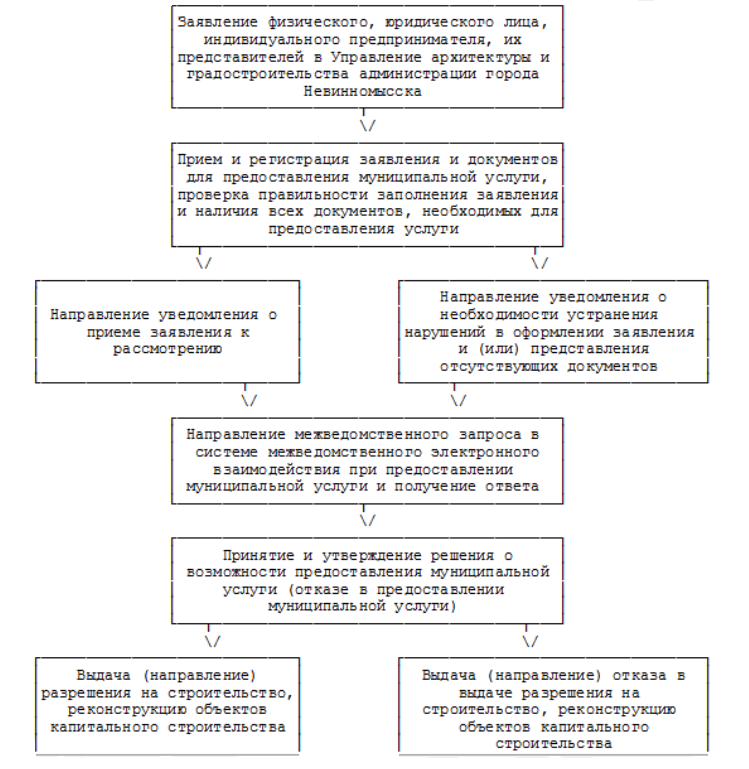 Заявление физического, юридического лица,
индивидуального предпринимателя, их
представителей в Управление архитектуры и
градостроительства администрации города
Невинномысска
\/
Прием и регистрация заявления и документов
для предоставления муниципальной услуги,
проверка правильности заполнения заявления
и наличия всех документов, необходимых для
предоставления услуги
\/ \/
Направление уведомления о
приеме заявления к
рассмотрению
Направление уведомления о
необходимости устранения
нарушений в оформлении заявления
и (или) представления
отсутствующих документов
\/ \/
Направление межведомственного запроса в
системе межведомственного электронного
взаимодействия при предоставлении
муниципальной услуги и получение ответа
\/
Принятие и утверждение решения о
возможности предоставления муниципальной
услуги (отказе в предоставлении
муниципальной услуги)
\/ \/
Выдача (направление)
разрешения на строительство,
реконструкцию объектов
капитального строительства
Выдача (направление) отказа в
выдаче разрешения на
строительство, реконструкцию
объектов капитального
строительства